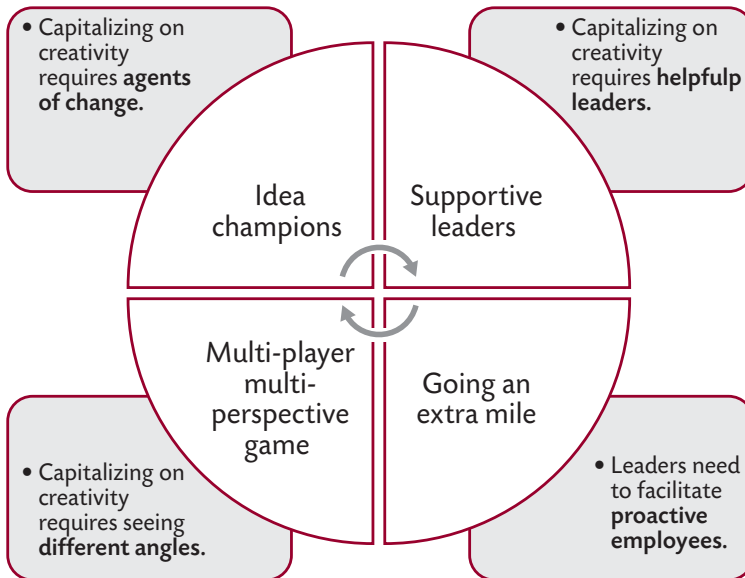 • Capitalizing on
creativity
requires agents
of change.
• Capitalizing on
creativity
requires helpfulp
leaders.
Idea
champions
Supportive
leaders
Multi-player
multi-
perspective
game
Going an
extra mile
• Capitalizing on
creativity
requires seeing
different angles.
• Leaders need
to facilitate
proactive
employees.